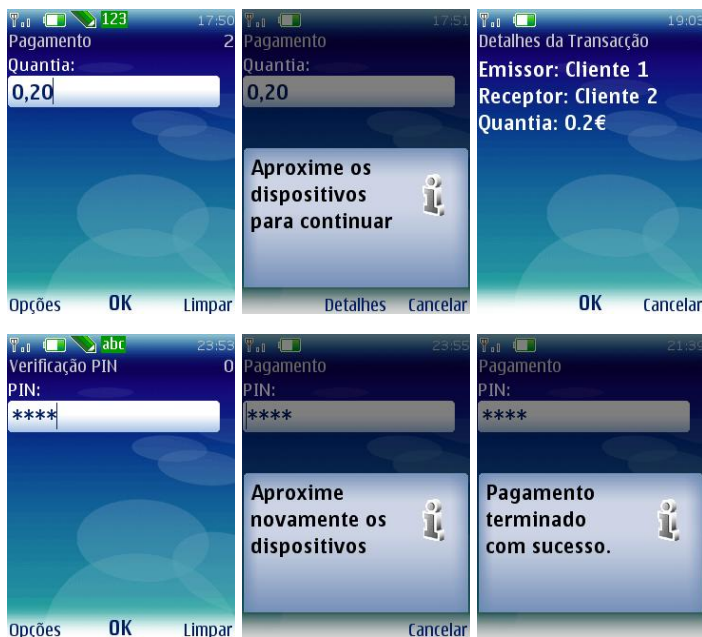 123 17:50
Pagamento 2
Quantia:
0,20
Opções OK Limpar
17:51
Pagamento
Quantia:
0,20
Aproxime os
dispositivos
para continuar
Detalhes Cancelar
19:03
Detalhes da Transacção
Emissor: Cliente 1
Receptor: Cliente 2
Quantia: 0.2€
OK Cancelar
abc 23:53
Verificação PIN 0
PIN:
****
Opções OK Limpar
23:55
Pagamento
PIN:
****
Aproxime
novamente os
dispositivos
Cancelar
21:39
Pagamento
PIN:
****
Pagamento
terminado
com sucesso.